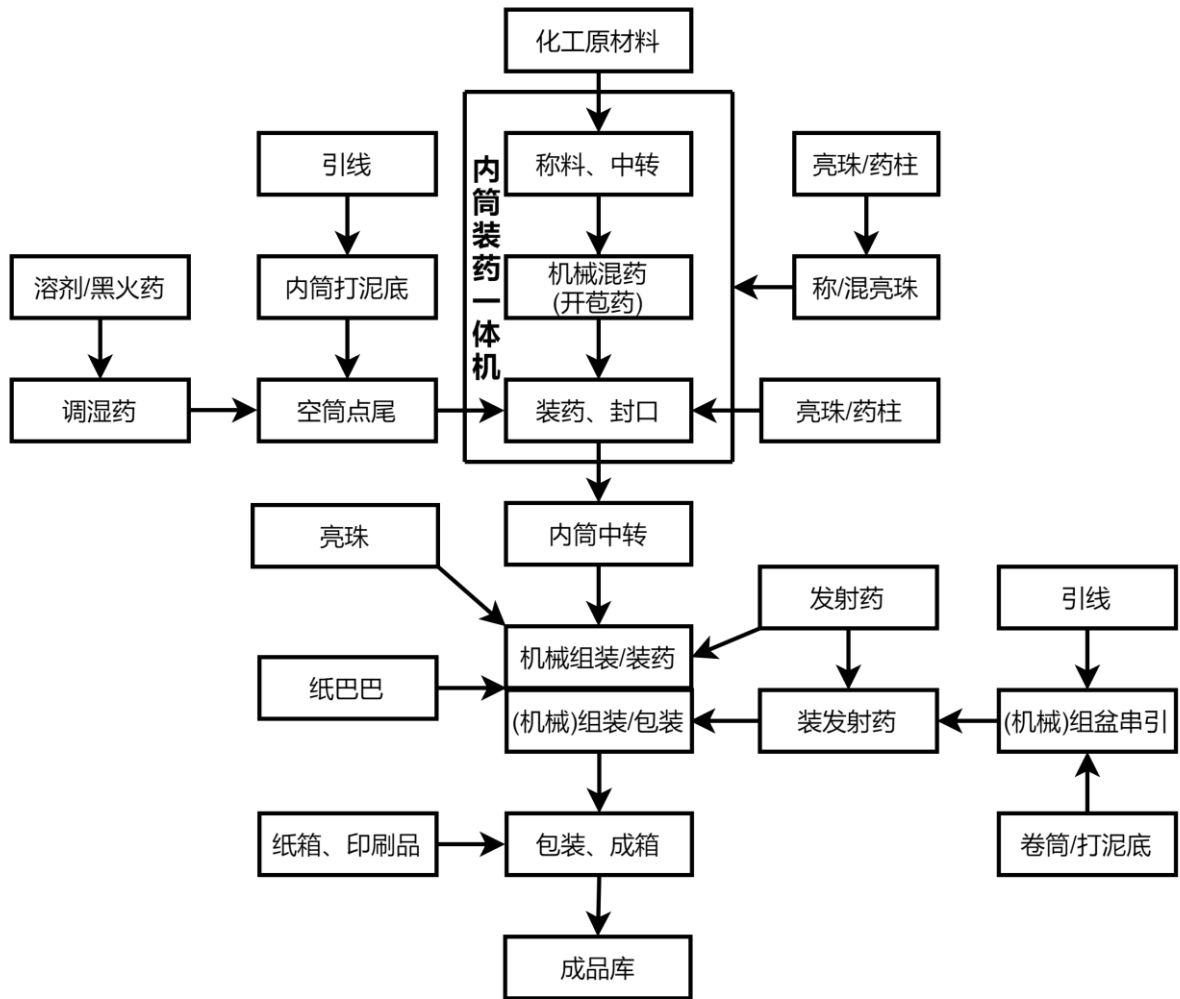 化工原材料
引线
称料、中转
亮珠/药柱
内筒装药一体机
溶剂/黑火药
内筒打泥底
机械混药
(开苞药)
称/混亮珠
调湿药
空筒点尾
装药、封口
亮珠/药柱
亮珠
内筒中转
发射药
引线
机械组装/装药
纸巴巴
(机械)组装/包装
装发射药
(机械)组盆串引
纸箱、印刷品
包装、成箱
卷筒/打泥底
成品库